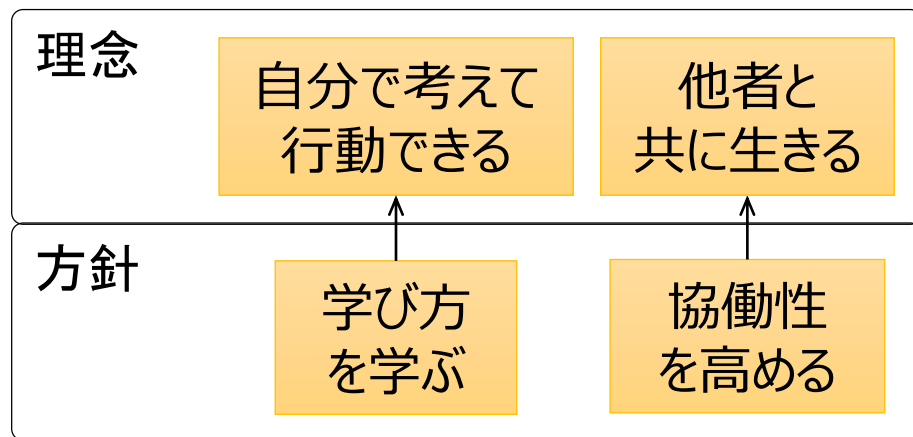 理念
自分で考えて
行動できる
他者と
共に生きる
方針
学び方
を学ぶ
協働性
を高める